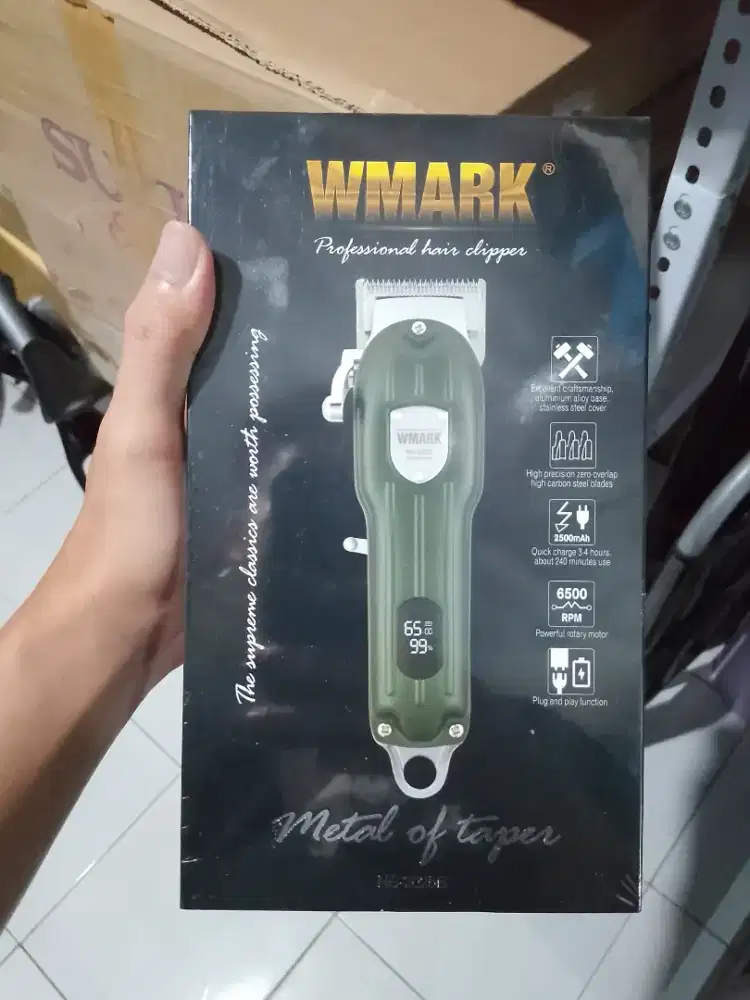 WMARK®
Professional hair clipper
The supreme classics are worth possessing
WMARK
65
99
Excellent craftsmanship,
aluminium alloy base,
stainless steel cover
High precision zero-overlap
high carbon steel blades
2500mAh
Quick charge 3-4 hours,
about 240 minutes use
6500
RPM
Powerful rotary motor
Plug and play function
Metal of taper